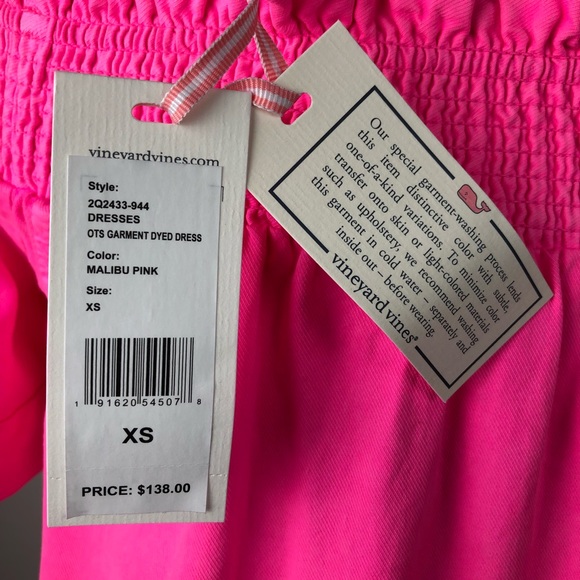 vineyardvines.com
Style:
2Q2433-944
DRESSES
OTS GARMENT DYED DRESS
Color:
MALIBU PINK
Size:
XS
1 91620 54507 8
XS
PRICE: $138.00
Our special garment-washing process lends
this item distinctive color with subtle,
one-of-a-kind variations. To minimize color
transfer onto skin or light-colored materials
such as upholstery, we recommend washing
this garment in cold water – separately and
inside out – before wearing.
vineyard vines®